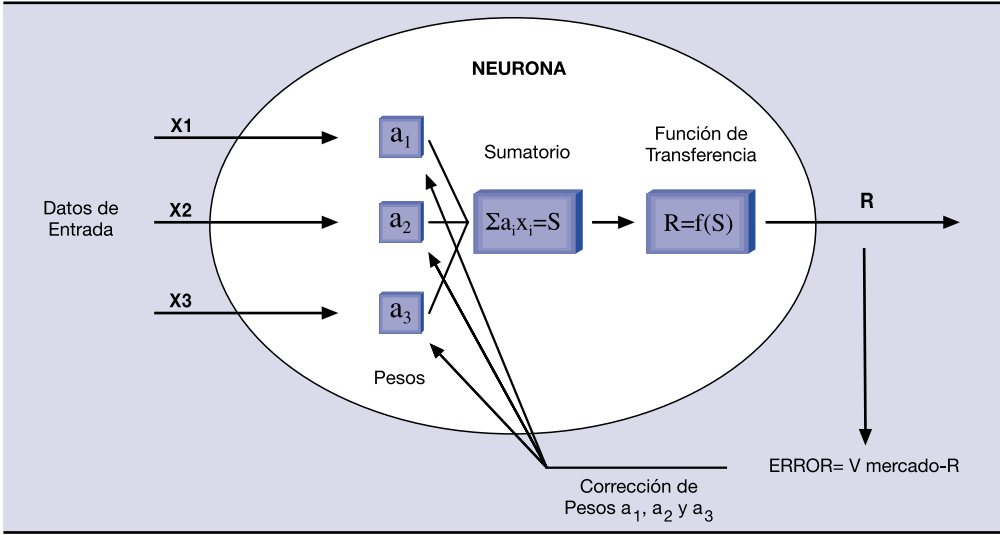 NEURONA
X1
a₁
Función de
Transferencia
Sumatorio
Datos de
Entrada
X2
a₂
Σaᵢxᵢ=S
R=f(S)
R
X3
a₃
Pesos
ERROR= V mercado-R
Corrección de
Pesos a₁, a₂ y a₃